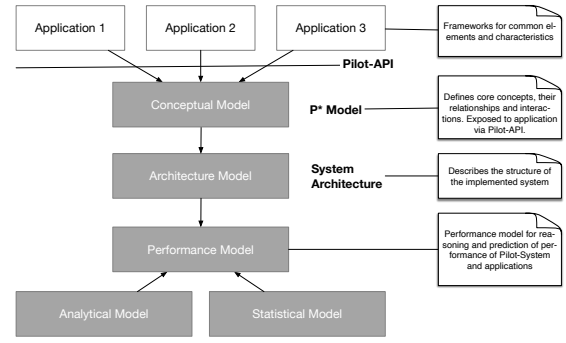 Application 1
Application 2
Application 3
Frameworks for common el-
ements and characteristics
Pilot-API
Conceptual Model
P* Model
Defines core concepts, their
relationships and interac-
tions. Exposed to application
via Pilot-API.
Architecture Model
System
Architecture
Describes the structure of
the implemented system
Performance Model
Performance model for rea-
soning and prediction of per-
formance of Pilot-System
and applications
Analytical Model
Statistical Model